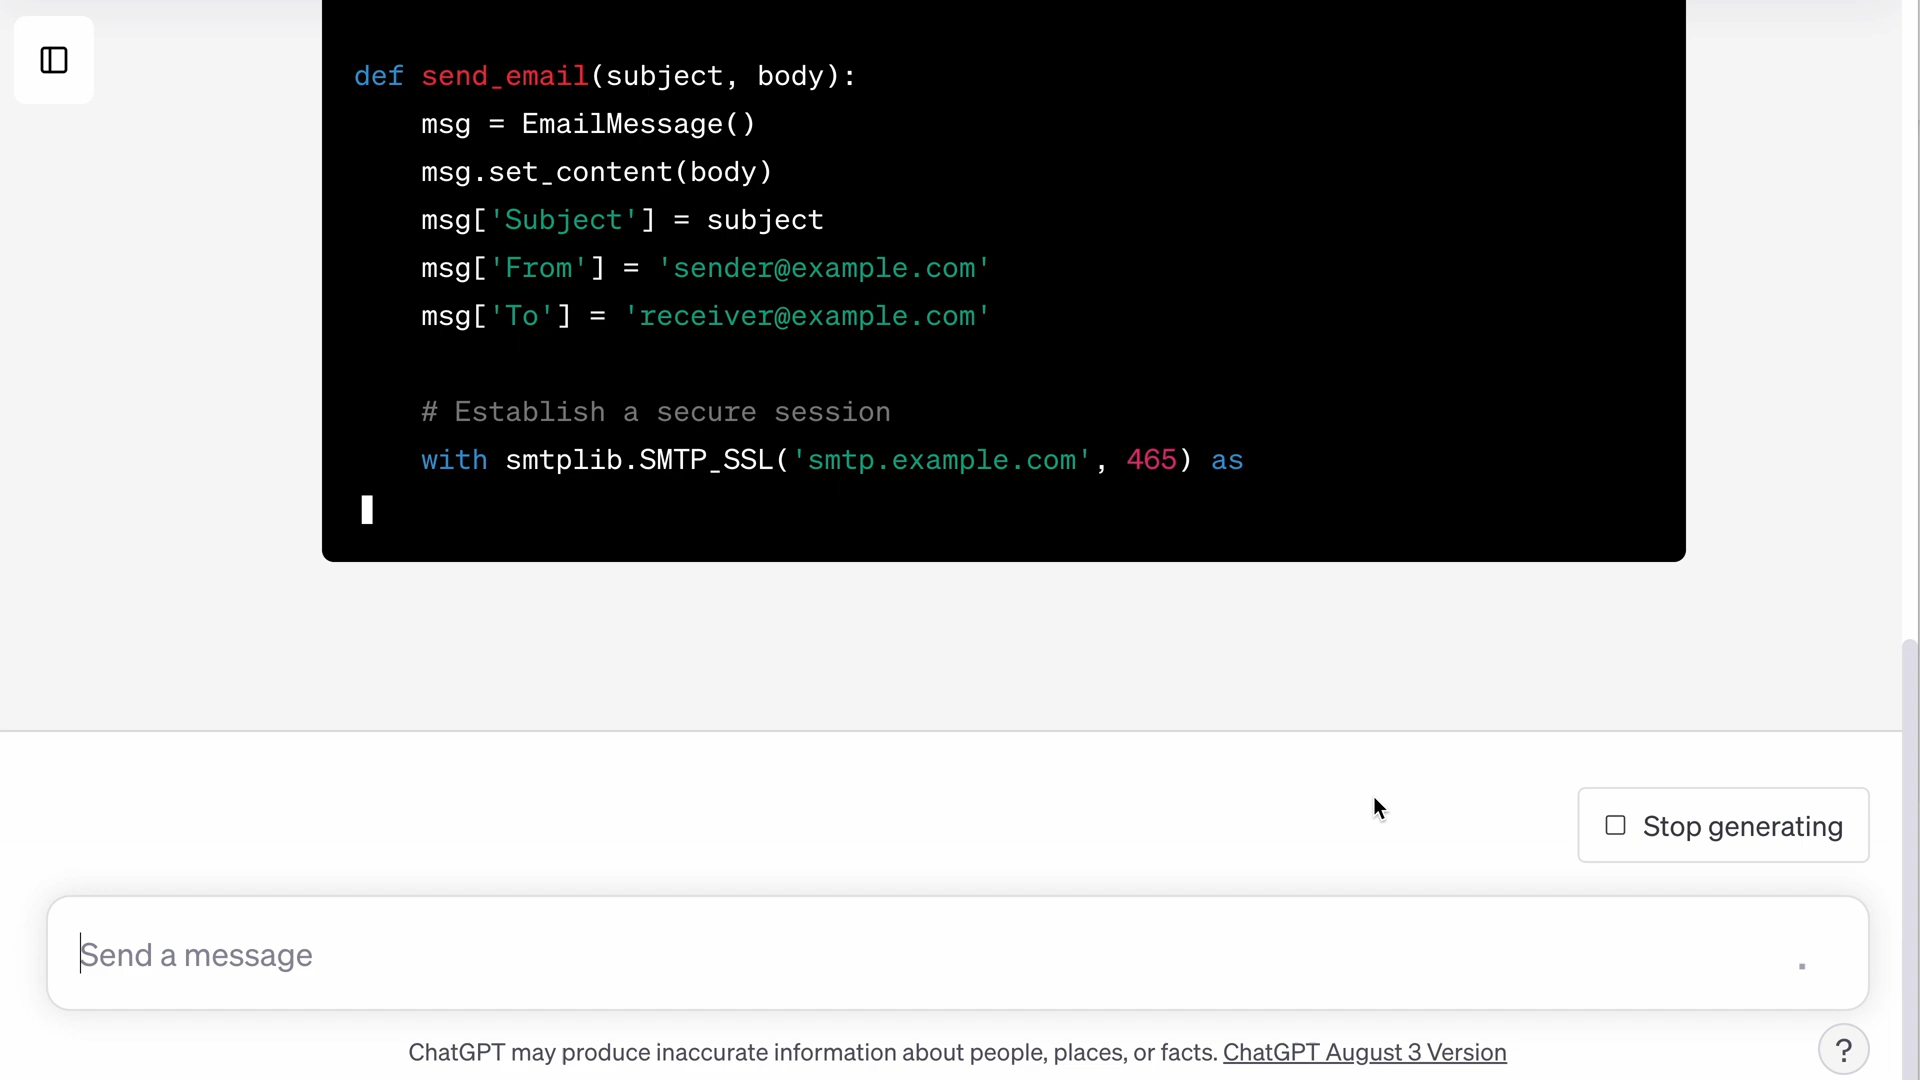 def send_email(subject, body):
msg = EmailMessage()
msg.set_content(body)
msg['Subject'] = subject
msg['From'] = 'sender@example.com'
msg['To'] = 'receiver@example.com'
# Establish a secure session
with smtplib.SMTP_SSL('smtp.example.com', 465) as
Stop generating
Send a message
ChatGPT may produce inaccurate information about people, places, or facts. ChatGPT August 3 Version
?